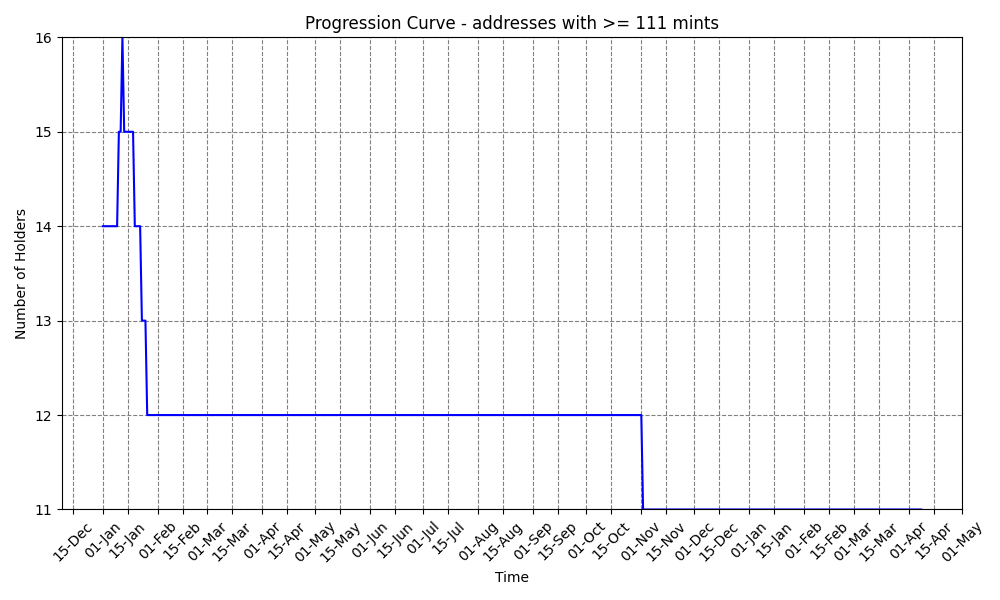 Progression Curve - addresses with >= 111 mints
Number of Holders
16
15
14
13
12
11
15-Dec
01-Jan
15-Jan
01-Feb
15-Feb
01-Mar
15-Mar
01-Apr
15-Apr
01-May
15-May
01-Jun
15-Jun
01-Jul
15-Jul
01-Aug
15-Aug
01-Sep
15-Sep
01-Oct
15-Oct
01-Nov
15-Nov
01-Dec
15-Dec
01-Jan
15-Jan
01-Feb
15-Feb
01-Mar
15-Mar
01-Apr
15-Apr
01-May
Time